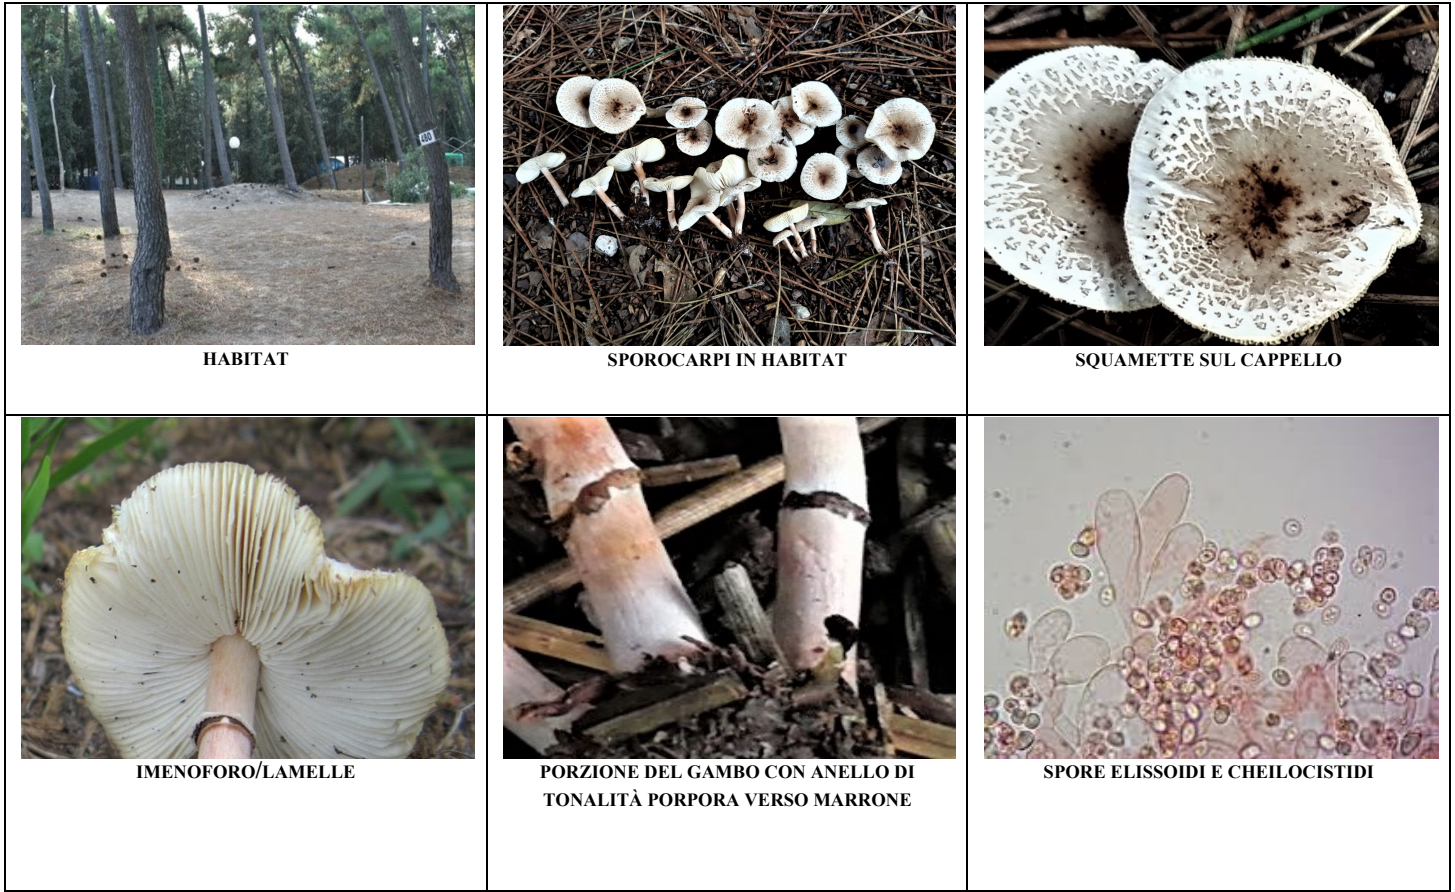 480
HABITAT
SPOROCARPI IN HABITAT
SQUAMETTE SUL CAPPELLO
IMENOFORO/LAMELLE
PORZIONE DEL GAMBO CON ANELLO DI
TONALITÀ PORPORA VERSO MARRONE
SPORE ELISSOIDI E CHEILOCISTIDI